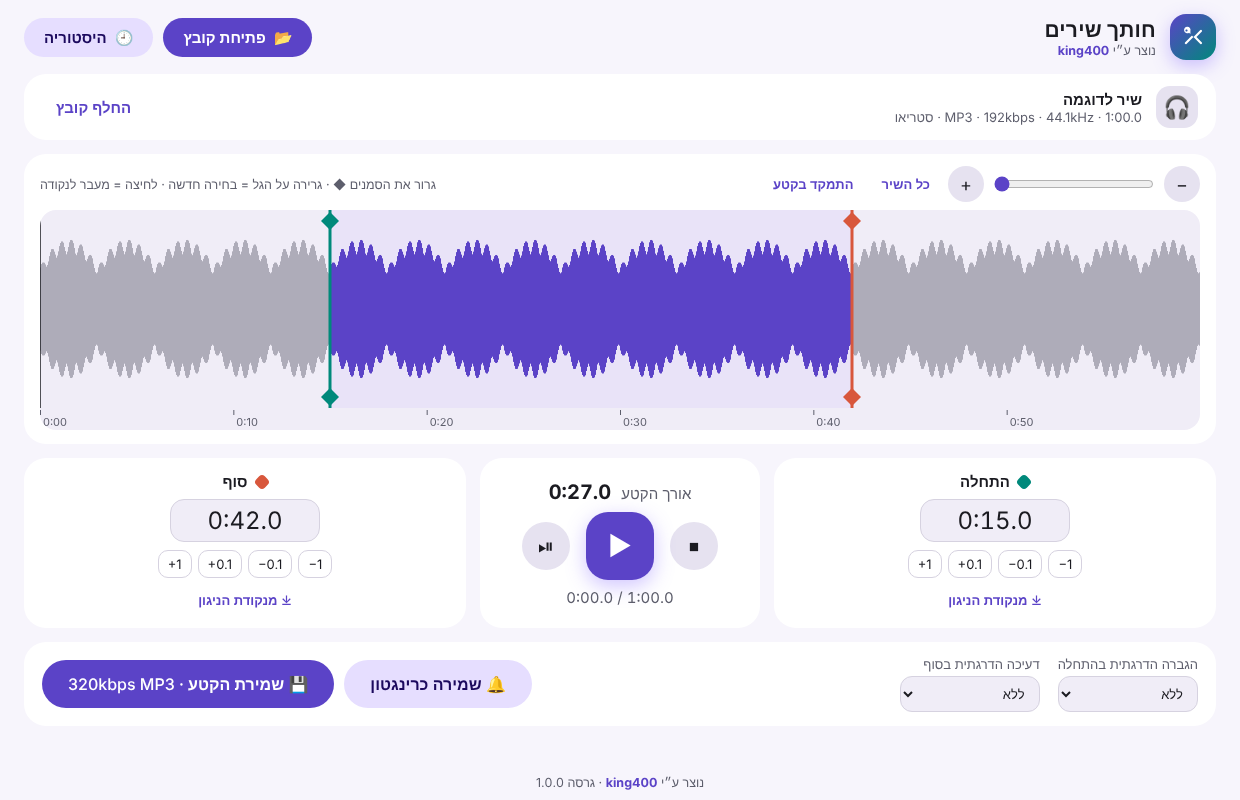 חותך שירים
נוצר ע״י king400
📂 פתיחת קובץ
🕘 היסטוריה
שיר לדוגמה
1:00.0 · 44.1kHz · 192kbps · MP3 · סטריאו
החלף קובץ
−
+
כל השיר
התמקד בקטע
גרור את הסמנים ◆ · גרירה על הגל = בחירה חדשה · לחיצה = מעבר לנקודה
0:00 0:10 0:20 0:30 0:40 0:50
התחלה
0:15.0
−1 −0.1 +0.1 +1
⤓ מנקודת הניגון
אורך הקטע 0:27.0
0:00.0 / 1:00.0
סוף
0:42.0
−1 −0.1 +0.1 +1
⤓ מנקודת הניגון
הגברה הדרגתית בהתחלה
ללא
דעיכה הדרגתית בסוף
ללא
🔔 שמירה כרינגטון
💾 שמירת הקטע · 320kbps MP3
נוצר ע״י king400 · גרסה 1.0.0